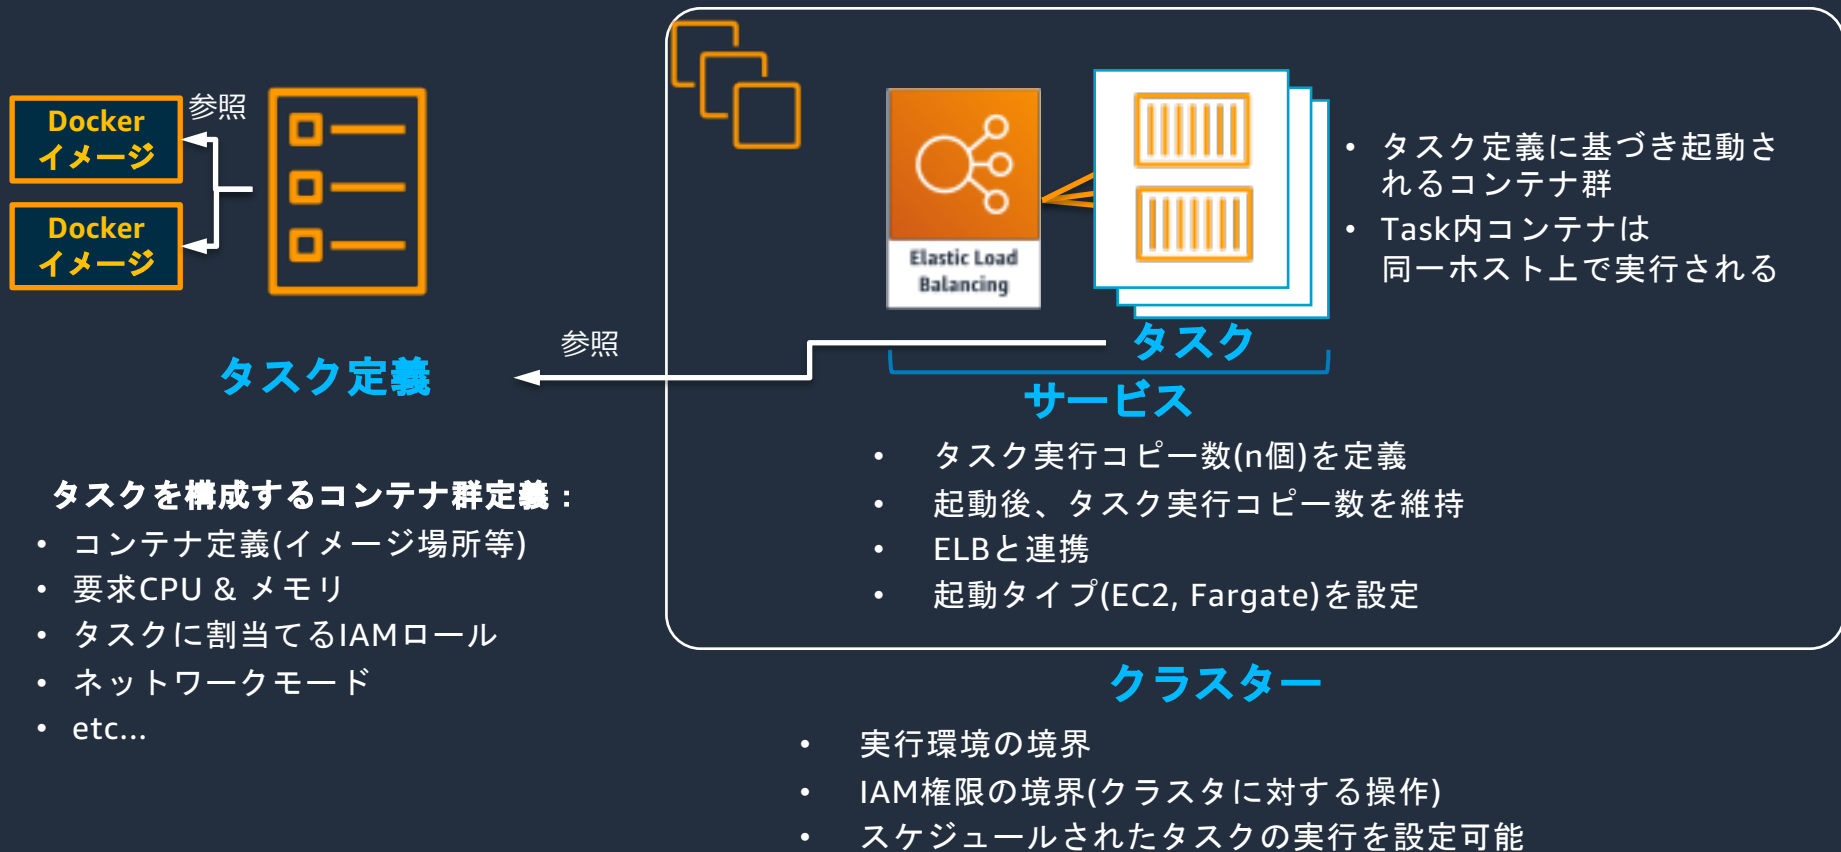 Docker
イメージ
参照
Docker
イメージ
タスク定義
タスクを構成するコンテナ群定義：
• コンテナ定義(イメージ場所等)
• 要求CPU & メモリ
• タスクに割当てるIAMロール
• ネットワークモード
• etc...
参照
Elastic Load
Balancing
タスク
• タスク定義に基づき起動さ
れるコンテナ群
• Task内コンテナは
同一ホスト上で実行される
サービス
• タスク実行コピー数(n個)を定義
• 起動後、タスク実行コピー数を維持
• ELBと連携
• 起動タイプ(EC2, Fargate)を設定
クラスター
• 実行環境の境界
• IAM権限の境界(クラスタに対する操作)
• スケジュールされたタスクの実行を設定可能